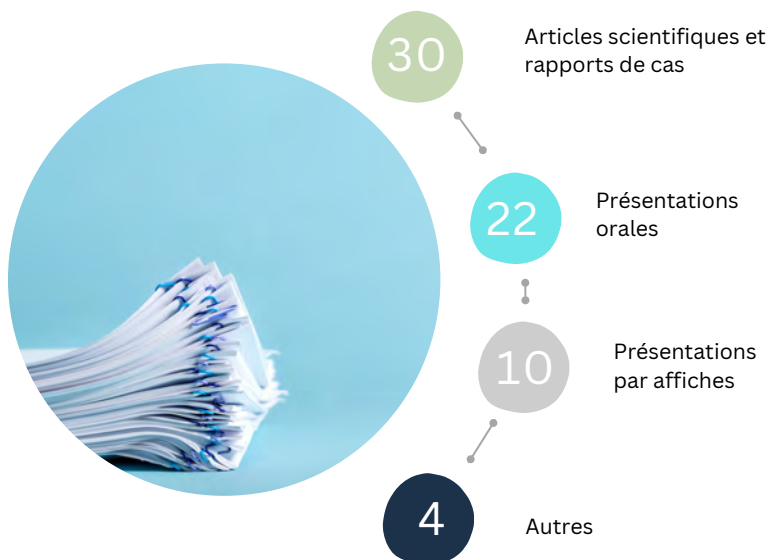 30
Articles scientifiques et
rapports de cas
22
Présentations
orales
10
Présentations
par affiches
4
Autres